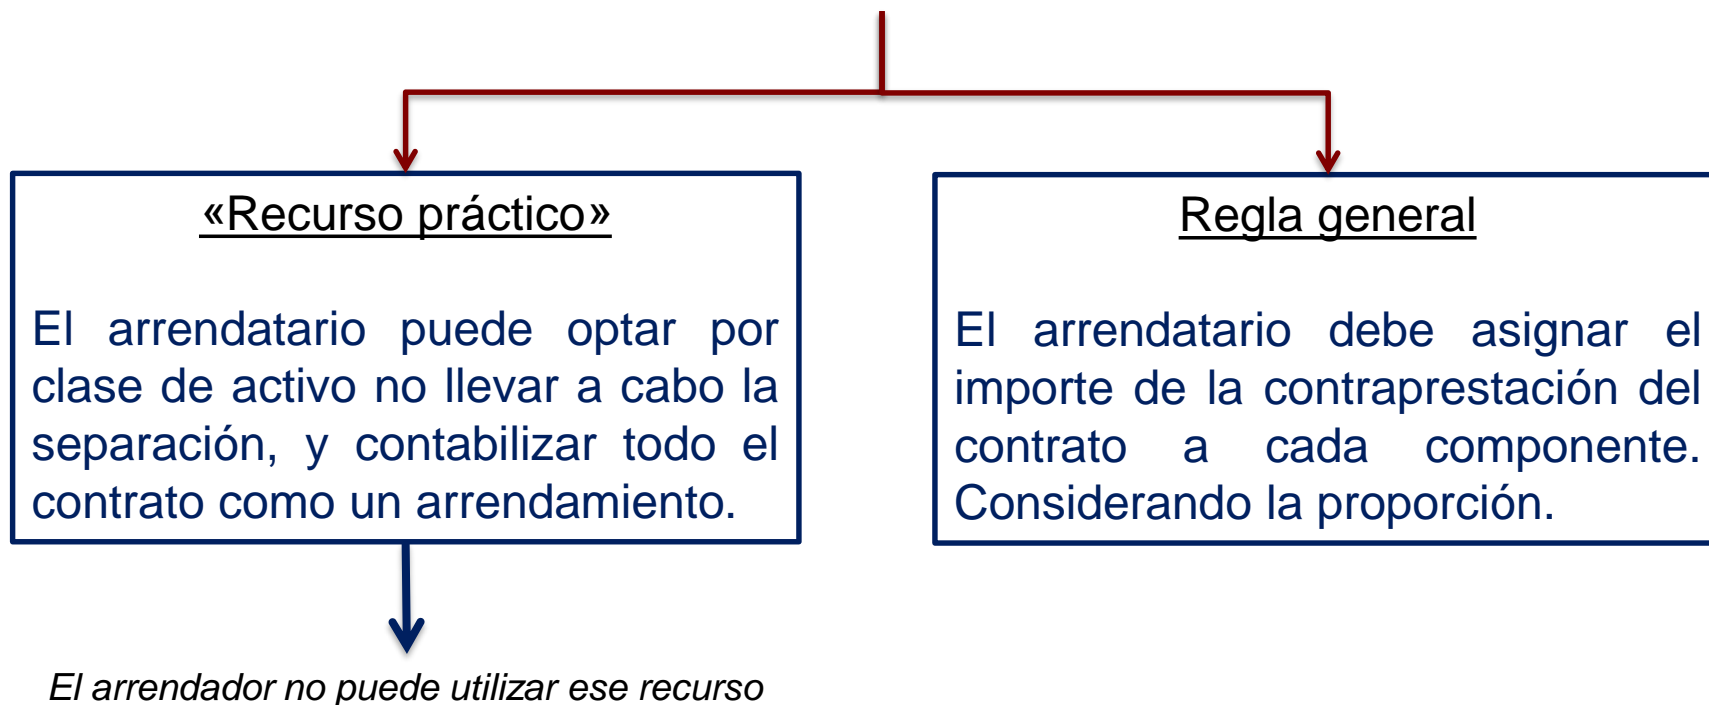 «Recurso práctico»
El arrendatario puede optar por
clase de activo no llevar a cabo la
separación, y contabilizar todo el
contrato como un arrendamiento.
Regla general
El arrendatario debe asignar el
importe de la contraprestación del
contrato a cada componente.
Considerando la proporción.
El arrendador no puede utilizar ese recurso